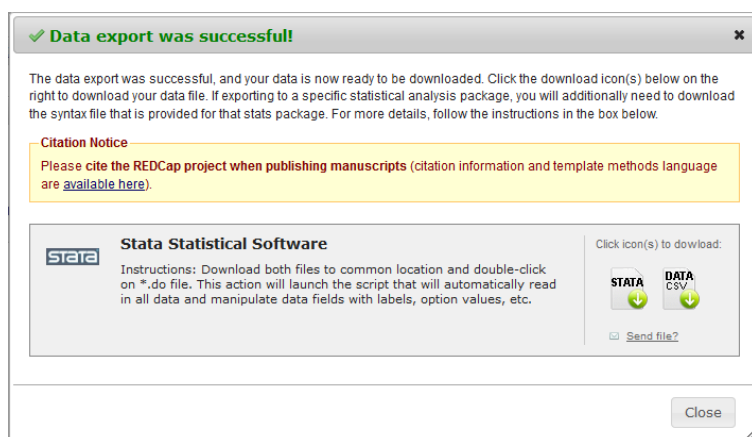 Data export was successful!
The data export was successful, and your data is now ready to be downloaded. Click the download icon(s) below on the
right to download your data file. If exporting to a specific statistical analysis package, you will additionally need to download
the syntax file that is provided for that stats package. For more details, follow the instructions in the box below.
Citation Notice
Please cite the REDCap project when publishing manuscripts (citation information and template methods language
are available here).
STATA
Stata Statistical Software
Instructions: Download both files to common location and double-click
on *.do file. This action will launch the script that will automatically read
in all data and manipulate data fields with labels, option values, etc.
Click icon(s) to dowload:
STATA
DATA
CSV
Send file?
Close